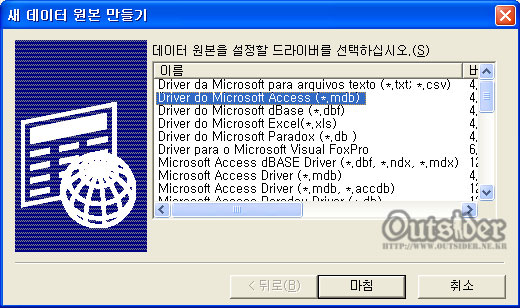 새 데이터 원본 만들기
데이터 원본을 설정할 드라이버를 선택하십시오.(S)
이름
Driver da Microsoft para arquivos texto (*,txt; *,csv) 4,
Driver do Microsoft Access (*,mdb) 4,
Driver do Microsoft dBase (*,dbf) 4,
Driver do Microsoft Excel(*,xls) 4,
Driver do Microsoft Paradox (*,db ) 4,
Driver para o Microsoft Visual FoxPro 6,
Microsoft Access dBASE Driver (*,dbf, *,ndx, *,mdx) 12
Microsoft Access Driver (*,mdb) 4,
Microsoft Access Driver (*,mdb, *,accdb) 12
Microsoft Access Paradox Driver (*,db) 12
Outsider
HTTP://WWW.OUTSIDER.NE.KR
< 뒤로(B) 마침 취소